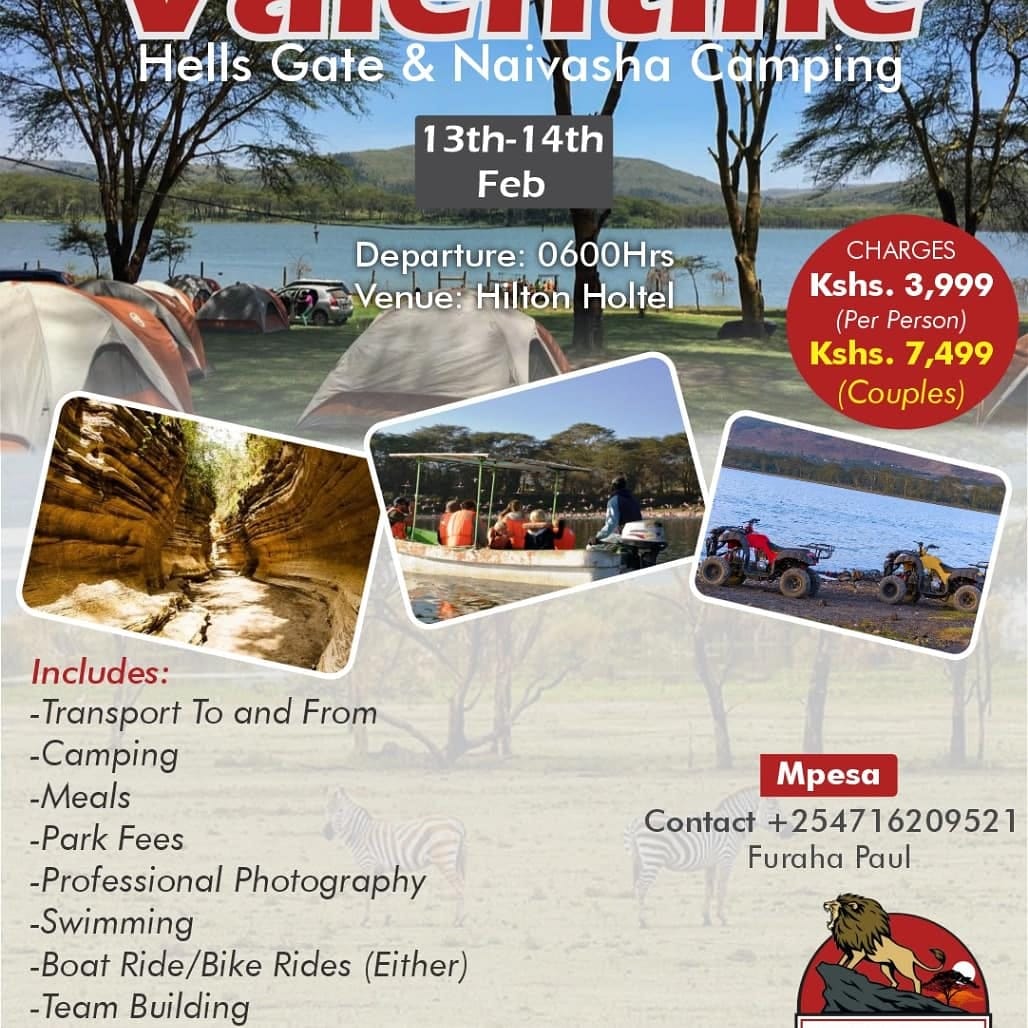 Valentine
Hells Gate & Naivasha Camping
13th-14th
Feb
Departure: 0600Hrs
Venue: Hilton Holtel
CHARGES
Kshs. 3,999
(Per Person)
Kshs. 7,499
(Couples)
Includes:
-Transport To and From
-Camping
-Meals
-Park Fees
-Professional Photography
-Swimming
-Boat Ride/Bike Rides (Either)
-Team Building
Mpesa
Contact +254716209521
Furaha Paul